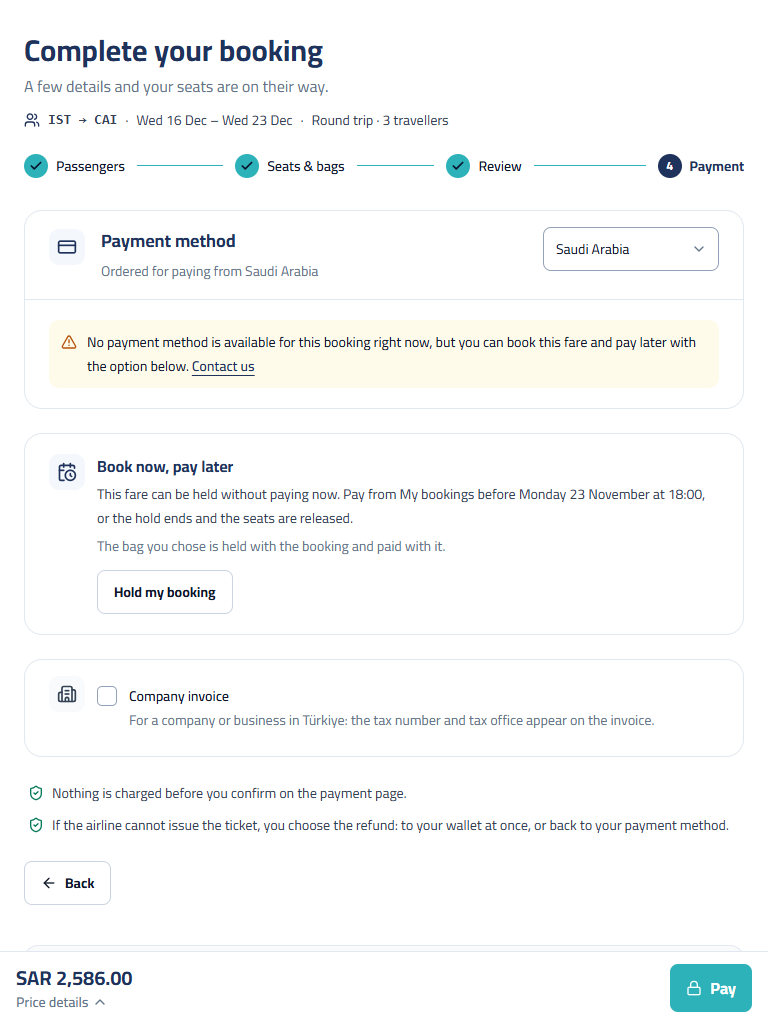 Complete your booking
A few details and your seats are on their way.
IST → CAI · Wed 16 Dec – Wed 23 Dec · Round trip · 3 travellers
Passengers
Seats & bags
Review
4 Payment
Payment method
Ordered for paying from Saudi Arabia
Saudi Arabia
No payment method is available for this booking right now, but you can book this fare and pay later with
the option below. Contact us
Book now, pay later
This fare can be held without paying now. Pay from My bookings before Monday 23 November at 18:00,
or the hold ends and the seats are released.
The bag you chose is held with the booking and paid with it.
Hold my booking
Company invoice
For a company or business in Türkiye: the tax number and tax office appear on the invoice.
Nothing is charged before you confirm on the payment page.
If the airline cannot issue the ticket, you choose the refund: to your wallet at once, or back to your payment method.
Back
SAR 2,586.00
Price details
Pay